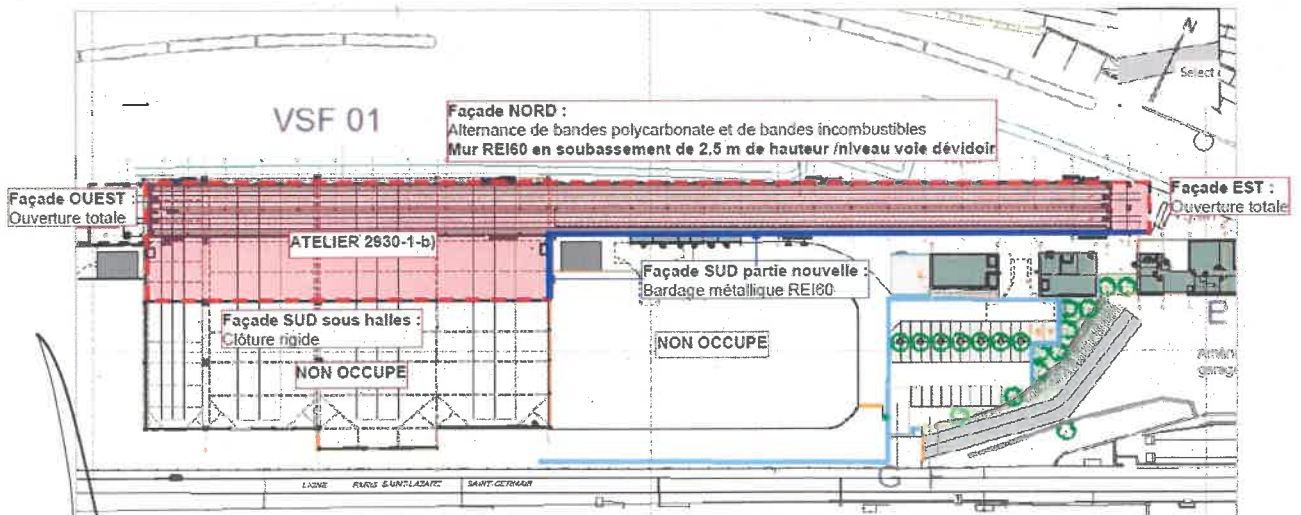 N
Select
VSF 01
Façade NORD :
Alternance de bandes polycarbonate et de bandes incombustibles
Mur REI60 en soubassement de 2,5 m de hauteur /niveau voie dévidoir
Façade OUEST :
Ouverture totale
Façade EST :
Ouverture totale
ATELIER 2930-1-b)
Façade SUD partie nouvelle :
Bardage métallique REI60
Façade SUD sous halles :
Clôture rigide
NON OCCUPE
NON OCCUPE
E
garag
G
LIGNE PARIS SAINT-LAZARE SAINT-GERMAIN